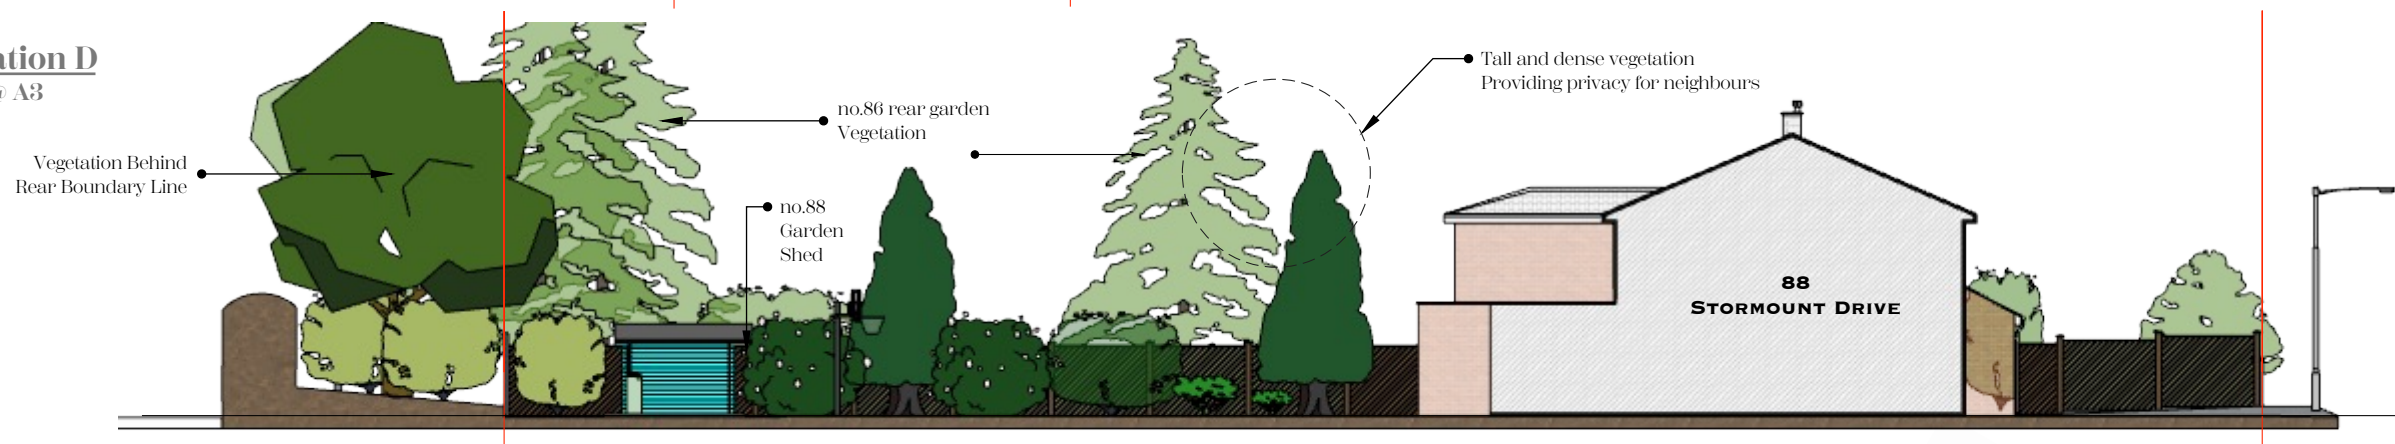 ation D
@ A3
Vegetation Behind
Rear Boundary Line
no.86 rear garden
Vegetation
no.88
Garden
Shed
Tall and dense vegetation
Providing privacy for neighbours
88
Stormount Drive